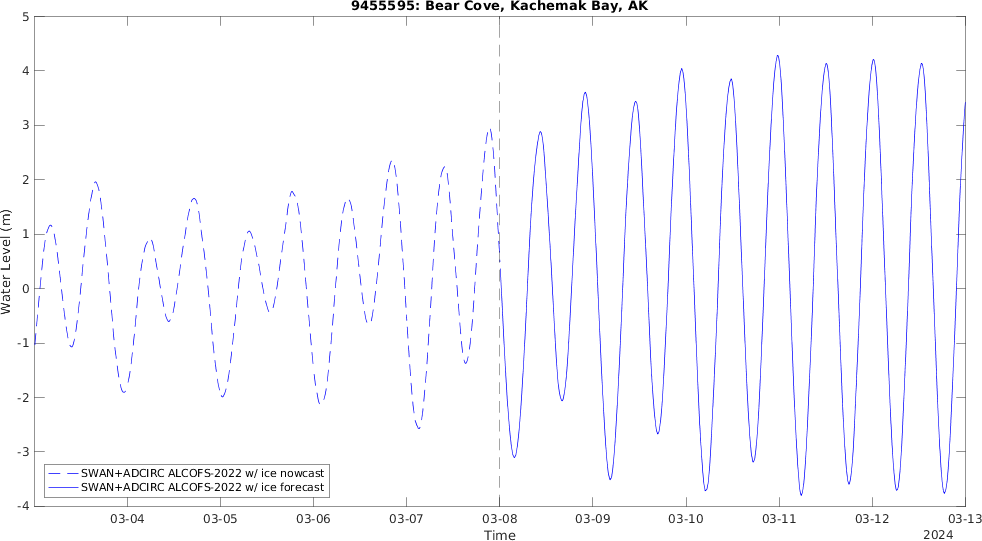 9455595: Bear Cove, Kachemak Bay, AK
Water Level (m)
5
4
3
2
1
0
-1
-2
-3
-4
SWAN+ADCIRC ALCOFS-2022 w/ ice nowcast
SWAN+ADCIRC ALCOFS-2022 w/ ice forecast
03-04 03-05 03-06 03-07 03-08 03-09 03-10 03-11 03-12 03-13
Time
2024